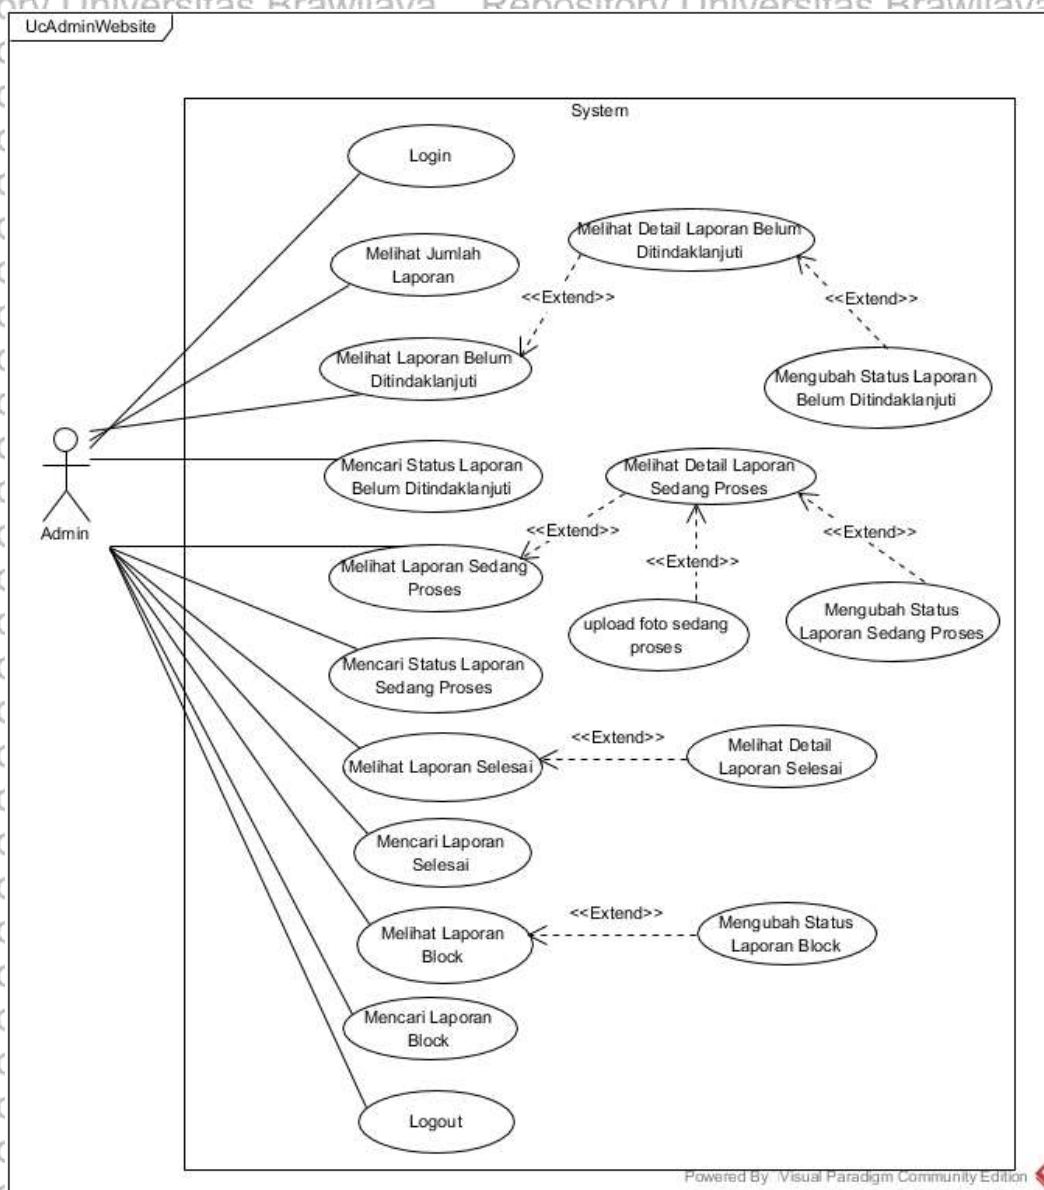 Repository Universitas Brawijaya
UcAdminWebsite
System
Login
Melihat Detail Laporan Belum
Ditindaklanjuti
Melihat Jumlah
Laporan
<<Extend>>
<<Extend>>
Melihat Laporan Belum
Ditindaklanjuti
Mengubah Status Laporan
Belum Ditindaklanjuti
Mencari Status Laporan
Belum Ditindaklanjuti
Melihat Detail Laporan
Sedang Proses
Admin
<<Extend>>
<<Extend>>
<<Extend>>
Melihat Laporan Sedang
Proses
upload foto sedang
proses
Mengubah Status
Laporan Sedang Proses
Mencari Status Laporan
Sedang Proses
<<Extend>>
Melihat Detail
Laporan Selesai
Melihat Laporan Selesai
Mencari Laporan
Selesai
<<Extend>>
Mengubah Status
Laporan Block
Melihat Laporan
Block
Mencari Laporan
Block
Logout
Powered By Visual Paradigm Community Edition